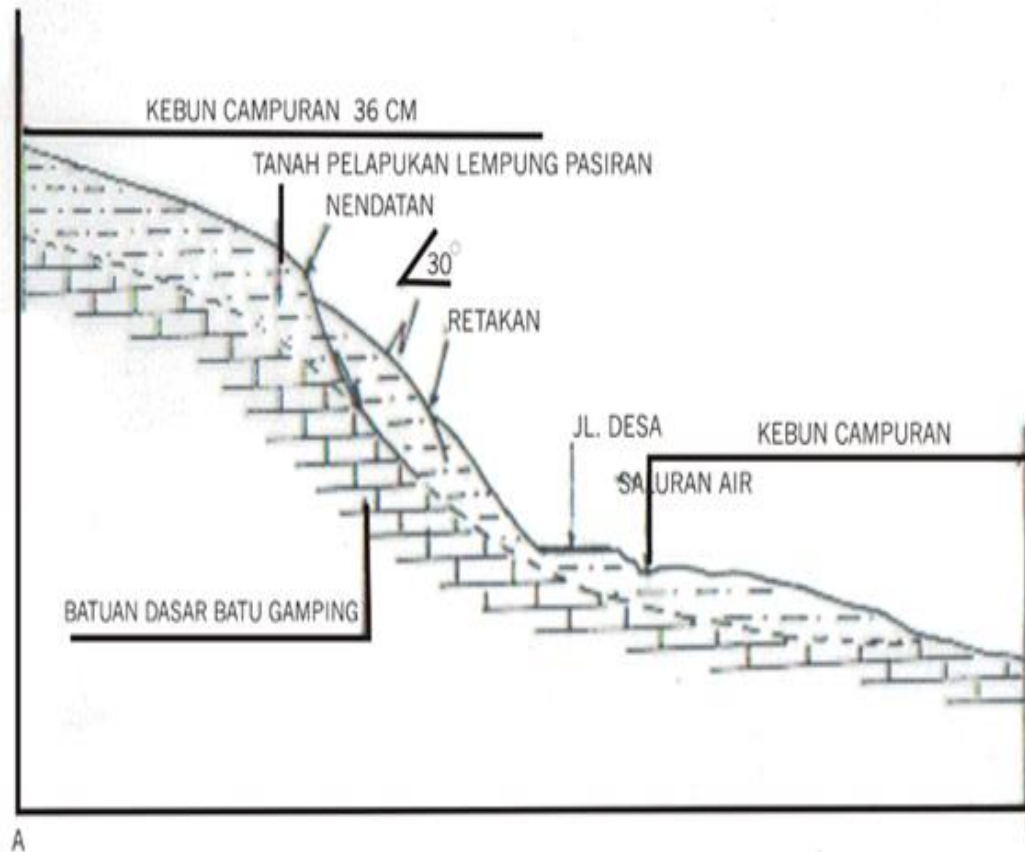 KEBUN CAMPURAN 36 CM
TANAH PELAPUKAN LEMPUNG PASIRAN
NENDATAN
30°
RETAKAN
JL. DESA
KEBUN CAMPURAN
SALURAN AIR
BATUAN DASAR BATU GAMPING
A